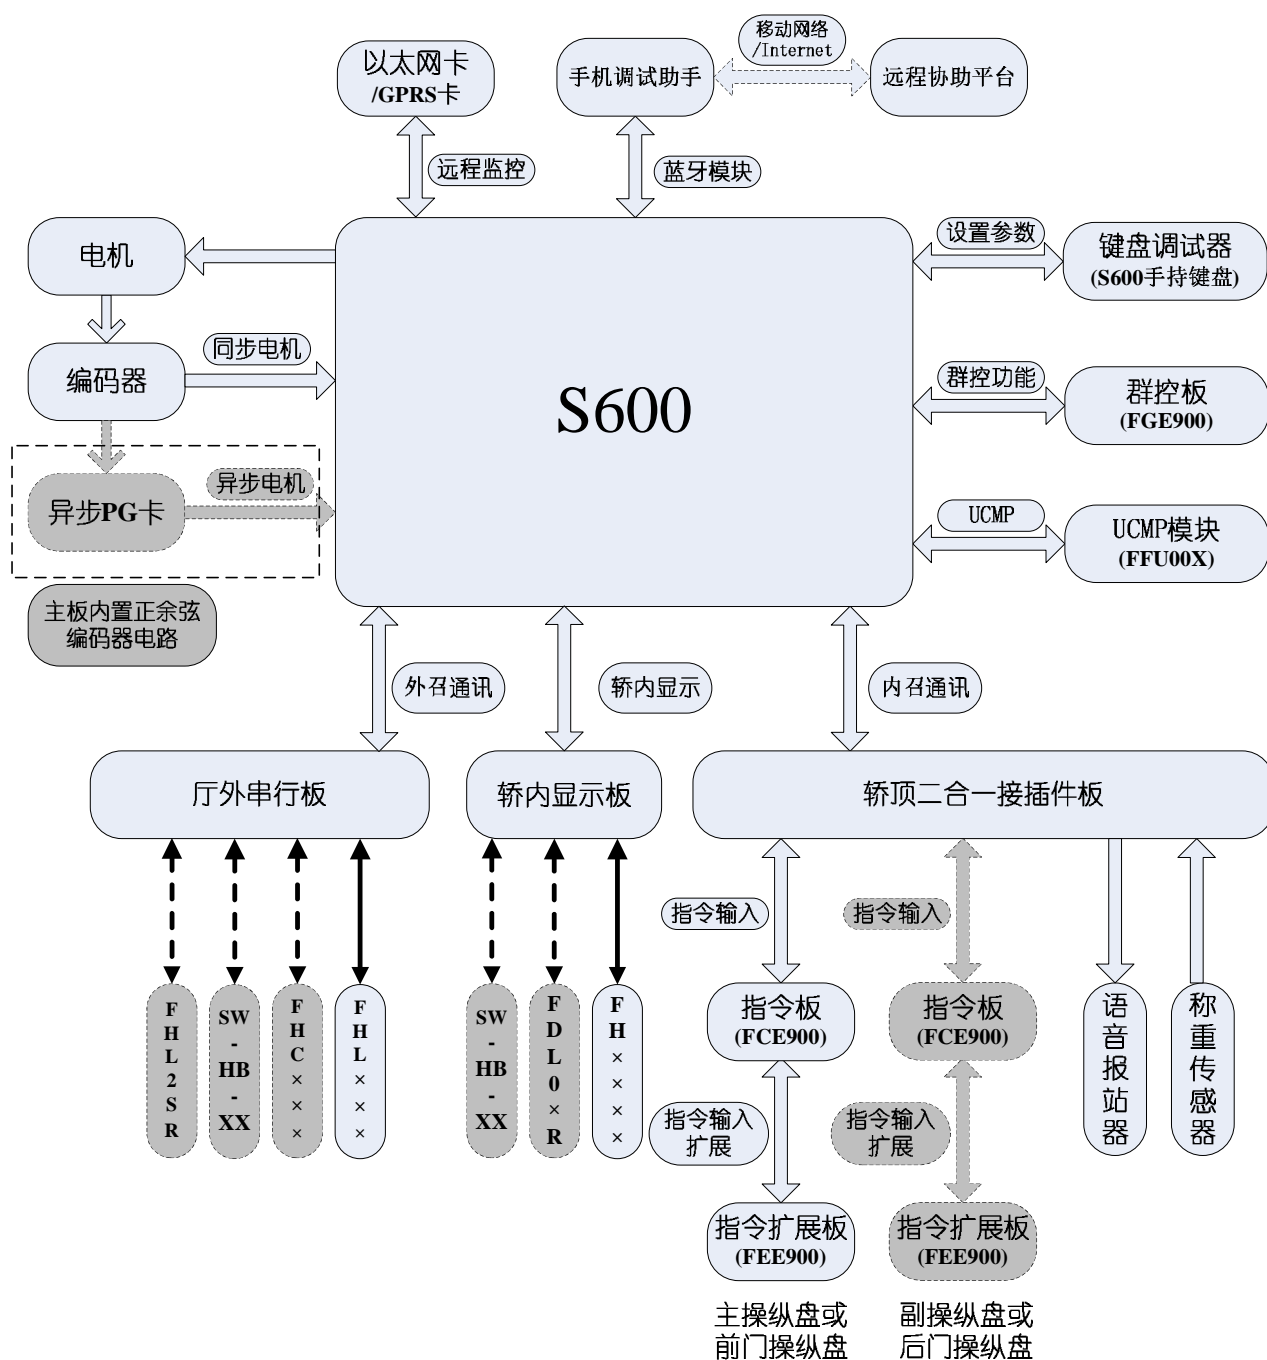 以太网卡
/GPRS卡
手机调试助手
移动网络
/Internet
远程协助平台
远程监控
蓝牙模块
电机
设置参数
键盘调试器
(S600手持键盘)
同步电机
编码器
S600
群控功能
群控板
(FGE900)
异步电机
异步PG卡
UCMP
UCMP模块
(FFU00X)
主板内置正余弦
编码器电路
外召通讯
轿内显示
内召通讯
厅外串行板
轿内显示板
轿顶二合一接插件板
指令输入
指令输入
FHL2SR
SW
-
HB
-
XX
FHC×××
FHL×××
SW
-
HB
-
XX
FDL0×R
FH××××
指令板
(FCE900)
指令板
(FCE900)
语音报站器
称重传感器
指令输入
扩展
指令输入
扩展
指令扩展板
(FEE900)
指令扩展板
(FEE900)
主操纵盘或
前门操纵盘
副操纵盘或
后门操纵盘